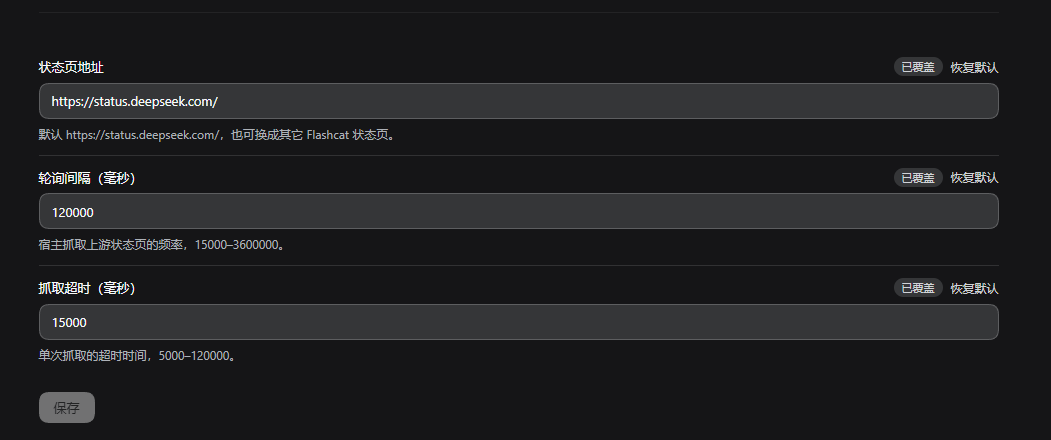 状态页地址 已覆盖 恢复默认
https://status.deepseek.com/
默认 https://status.deepseek.com/，也可换成其它 Flashcat 状态页。
轮询间隔（毫秒） 已覆盖 恢复默认
120000
宿主抓取上游状态页的频率，15000–3600000。
抓取超时（毫秒） 已覆盖 恢复默认
15000
单次抓取的超时时间，5000–120000。
保存